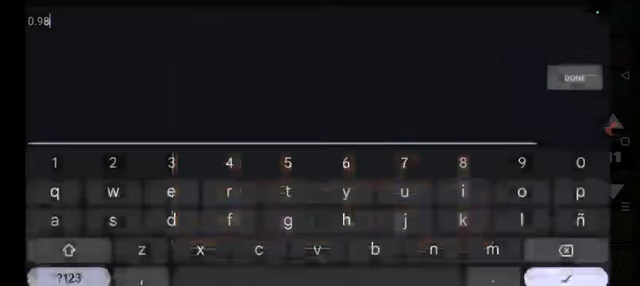 0.98
DONE
1 2 3 4 5 6 7 8 9 0
q w e r t y u i o p
a s d f g h j k l ñ
z x c v b n m
?123 , .